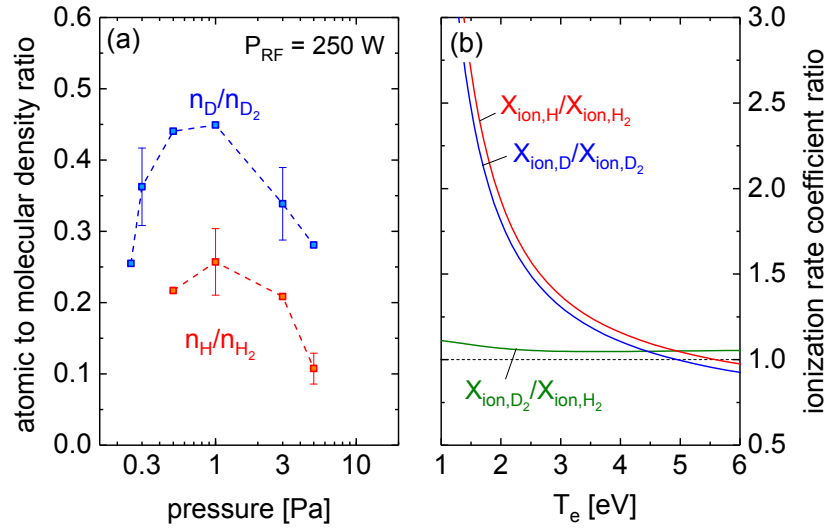 (a)
P_RF = 250 W
n_D/n_D₂
n_H/n_H₂
atomic to molecular density ratio
0.6
0.5
0.4
0.3
0.2
0.1
0.0
0.3
1
3
10
pressure [Pa]
(b)
X_ion,H/X_ion,H₂
X_ion,D/X_ion,D₂
X_ion,D₂/X_ion,H₂
3.0
2.5
2.0
1.5
1.0
0.5
ionization rate coefficient ratio
1
2
3
4
5
6
T_e [eV]